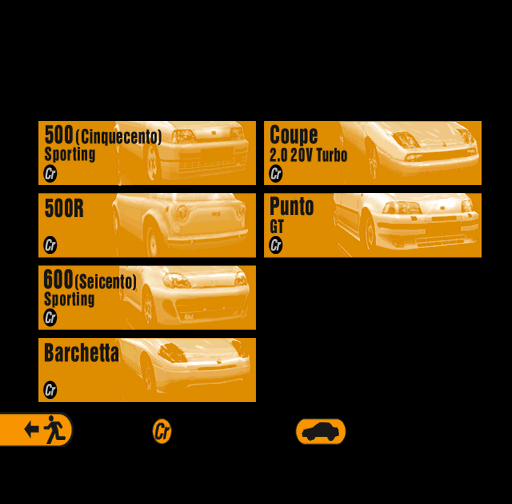 500 (Cinquecento)
Sporting
Cr
500R
Cr
600 (Seicento)
Sporting
Cr
Barchetta
Cr
Coupe
2.0 20V Turbo
Cr
Punto
GT
Cr
Cr